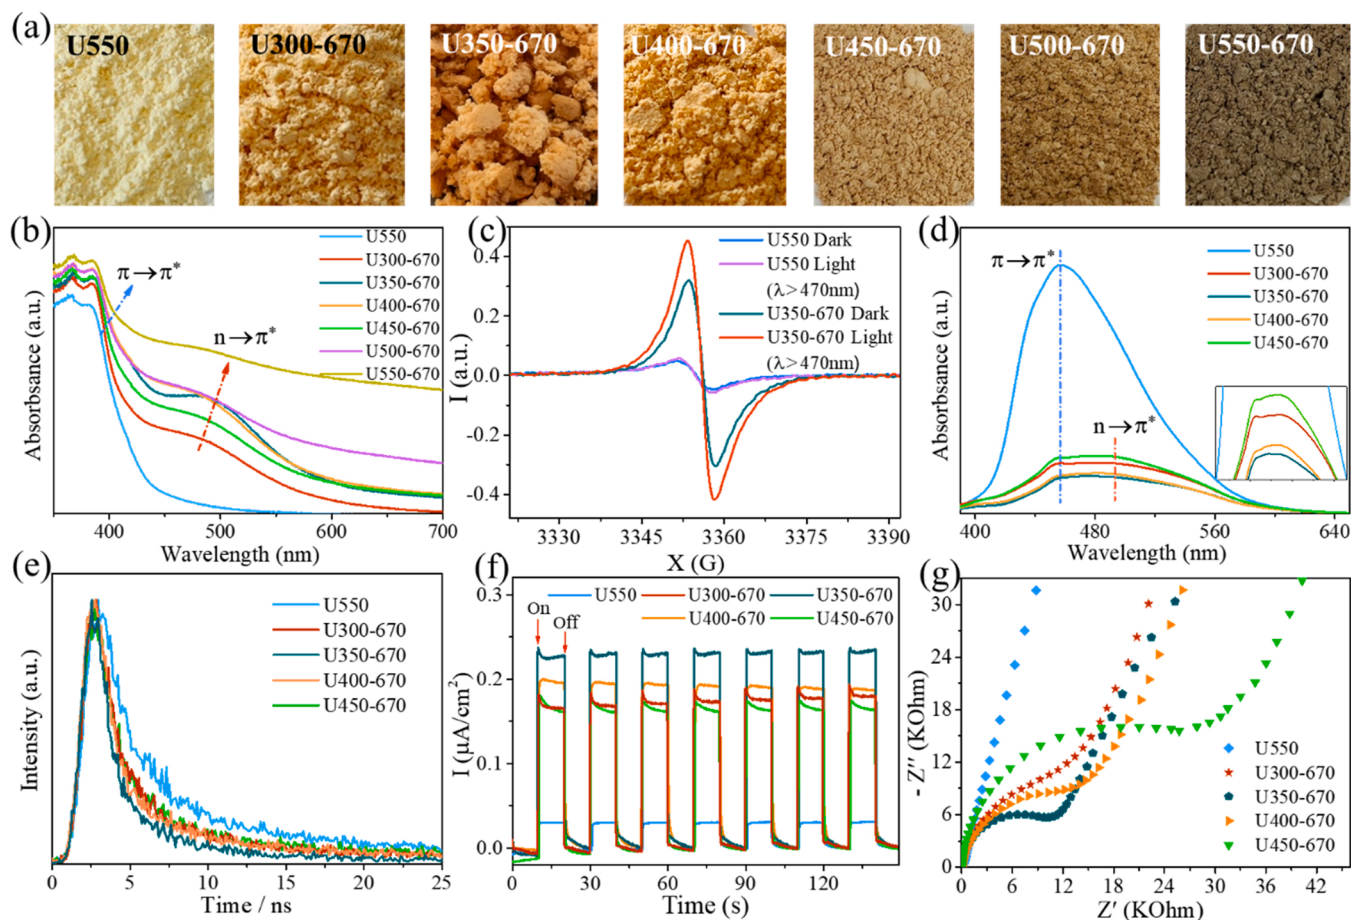 (a)
U550
U300-670
U350-670
U400-670
U450-670
U500-670
U550-670
(b)
Absorbsance (a.u.)
π→π*
n→π*
U550
U300-670
U350-670
U400-670
U450-670
U500-670
U550-670
400 500 600 700
Wavelength (nm)
(c)
I (a.u.)
0.4
0.2
0.0
-0.2
-0.4
U550 Dark
U550 Light
(λ>470nm)
U350-670 Dark
U350-670 Light
(λ>470nm)
3330 3345 3360 3375 3390
X (G)
(d)
Absorbance (a.u.)
π→π*
n→π*
U550
U300-670
U350-670
U400-670
U450-670
400 480 560 640
Wavelength (nm)
(e)
Intensity (a.u.)
U550
U300-670
U350-670
U400-670
U450-670
0 5 10 15 20 25
Time / ns
(f)
I (μA/cm²)
0.3
0.2
0.1
0.0
U550 U300-670 U350-670
U400-670 U450-670
On
Off
0 30 60 90 120
Time (s)
(g)
- Z″ (KOhm)
30
24
18
12
6
0
U550
U300-670
U350-670
U400-670
U450-670
0 6 12 18 24 30 36 42
Z′ (KOhm)